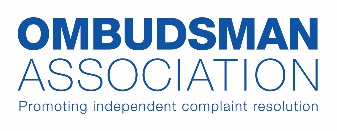 OMBUDSMAN
ASSOCIATION
Promoting independent complaint resolution